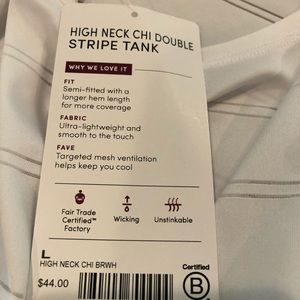 HIGH NECK CHI DOUBLE
STRIPE TANK
WHY WE LOVE IT
FIT
Semi-fitted with a
longer hem length
for more coverage
FABRIC
Ultra-lightweight and
smooth to the touch
FAVE
Targeted mesh ventilation
helps keep you cool
Fair Trade
Certified™
Factory
Wicking
Unstinkable
L
HIGH NECK CHI BRWH
$44.00
Certified
B